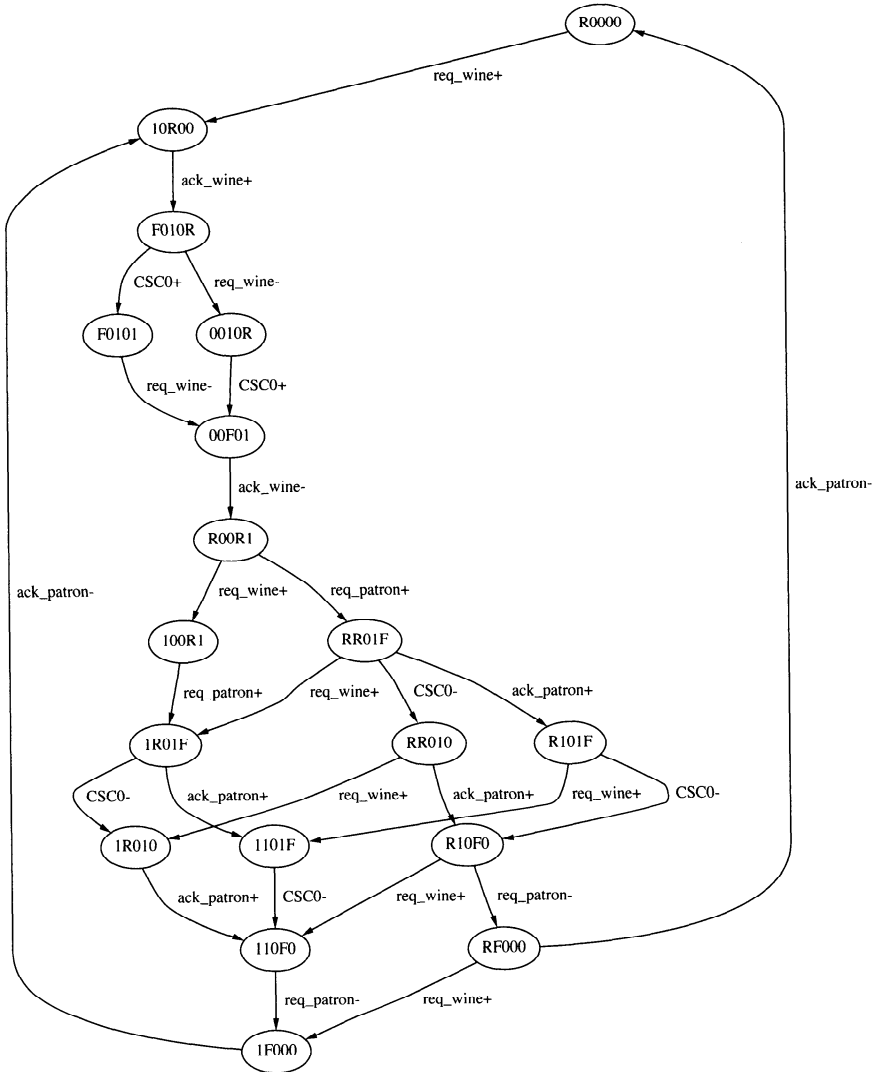 R0000
req_wine+
10R00
ack_wine+
F010R
CSC0+ req_wine-
F0101 0010R
req_wine- CSC0+
00F01
ack_wine- ack_patron-
R00R1
ack_patron- req_wine+ req_patron+
100R1 RR01F
req_patron+ req_wine+ CSC0- ack_patron+
1R01F RR010 R101F
CSC0- ack_patron+ req_wine+ ack_patron+ req_wine+ CSC0-
1R010 1101F R10F0
ack_patron+ CSC0- req_wine+ req_patron-
110F0 RF000
req_patron- req_wine+
1F000